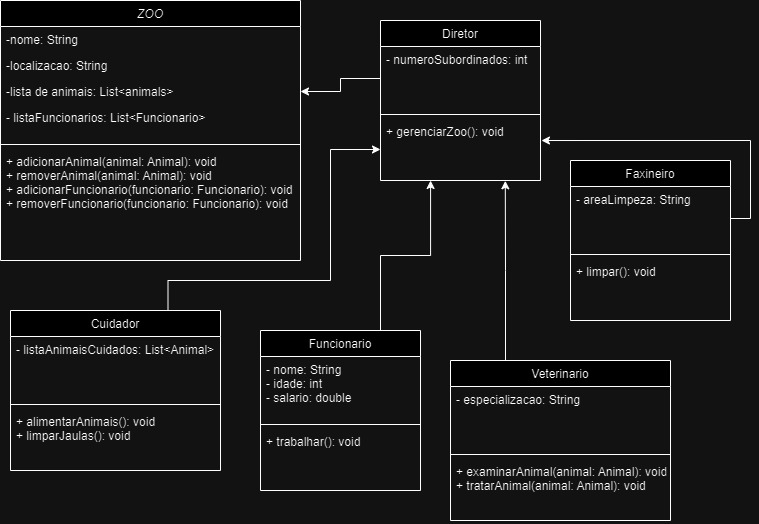 ZOO
-nome: String
-localizacao: String
-lista de animais: List<animals>
- listaFuncionarios: List<Funcionario>
+ adicionarAnimal(animal: Animal): void
+ removerAnimal(animal: Animal): void
+ adicionarFuncionario(funcionario: Funcionario): void
+ removerFuncionario(funcionario: Funcionario): void
Diretor
- numeroSubordinados: int
+ gerenciarZoo(): void
Faxineiro
- areaLimpeza: String
+ limpar(): void
Cuidador
- listaAnimaisCuidados: List<Animal>
+ alimentarAnimais(): void
+ limparJaulas(): void
Funcionario
- nome: String
- idade: int
- salario: double
+ trabalhar(): void
Veterinario
- especializacao: String
+ examinarAnimal(animal: Animal): void
+ tratarAnimal(animal: Animal): void